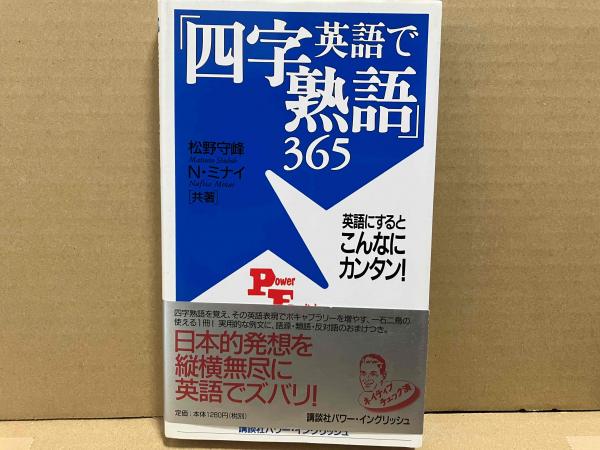 英語で
「四字熟語」
365
松野守峰
Matsuno Shuhoh
N・ミナイ
Nafise Minai
[共著]
英語にすると
こんなに
カンタン!
Power
四字熟語を覚え、その英語表現でボキャブラリーを増やす、一石二鳥の
使える1冊! 実用的な例文に、語源・類語・反対語のおまけつき。
日本的発想を
縦横無尽に
英語でズバリ!
ネイティブ
チェック済
定価:本体1280円(税別)
講談社パワー・イングリッシュ
講談社パワー・イングリッシュ